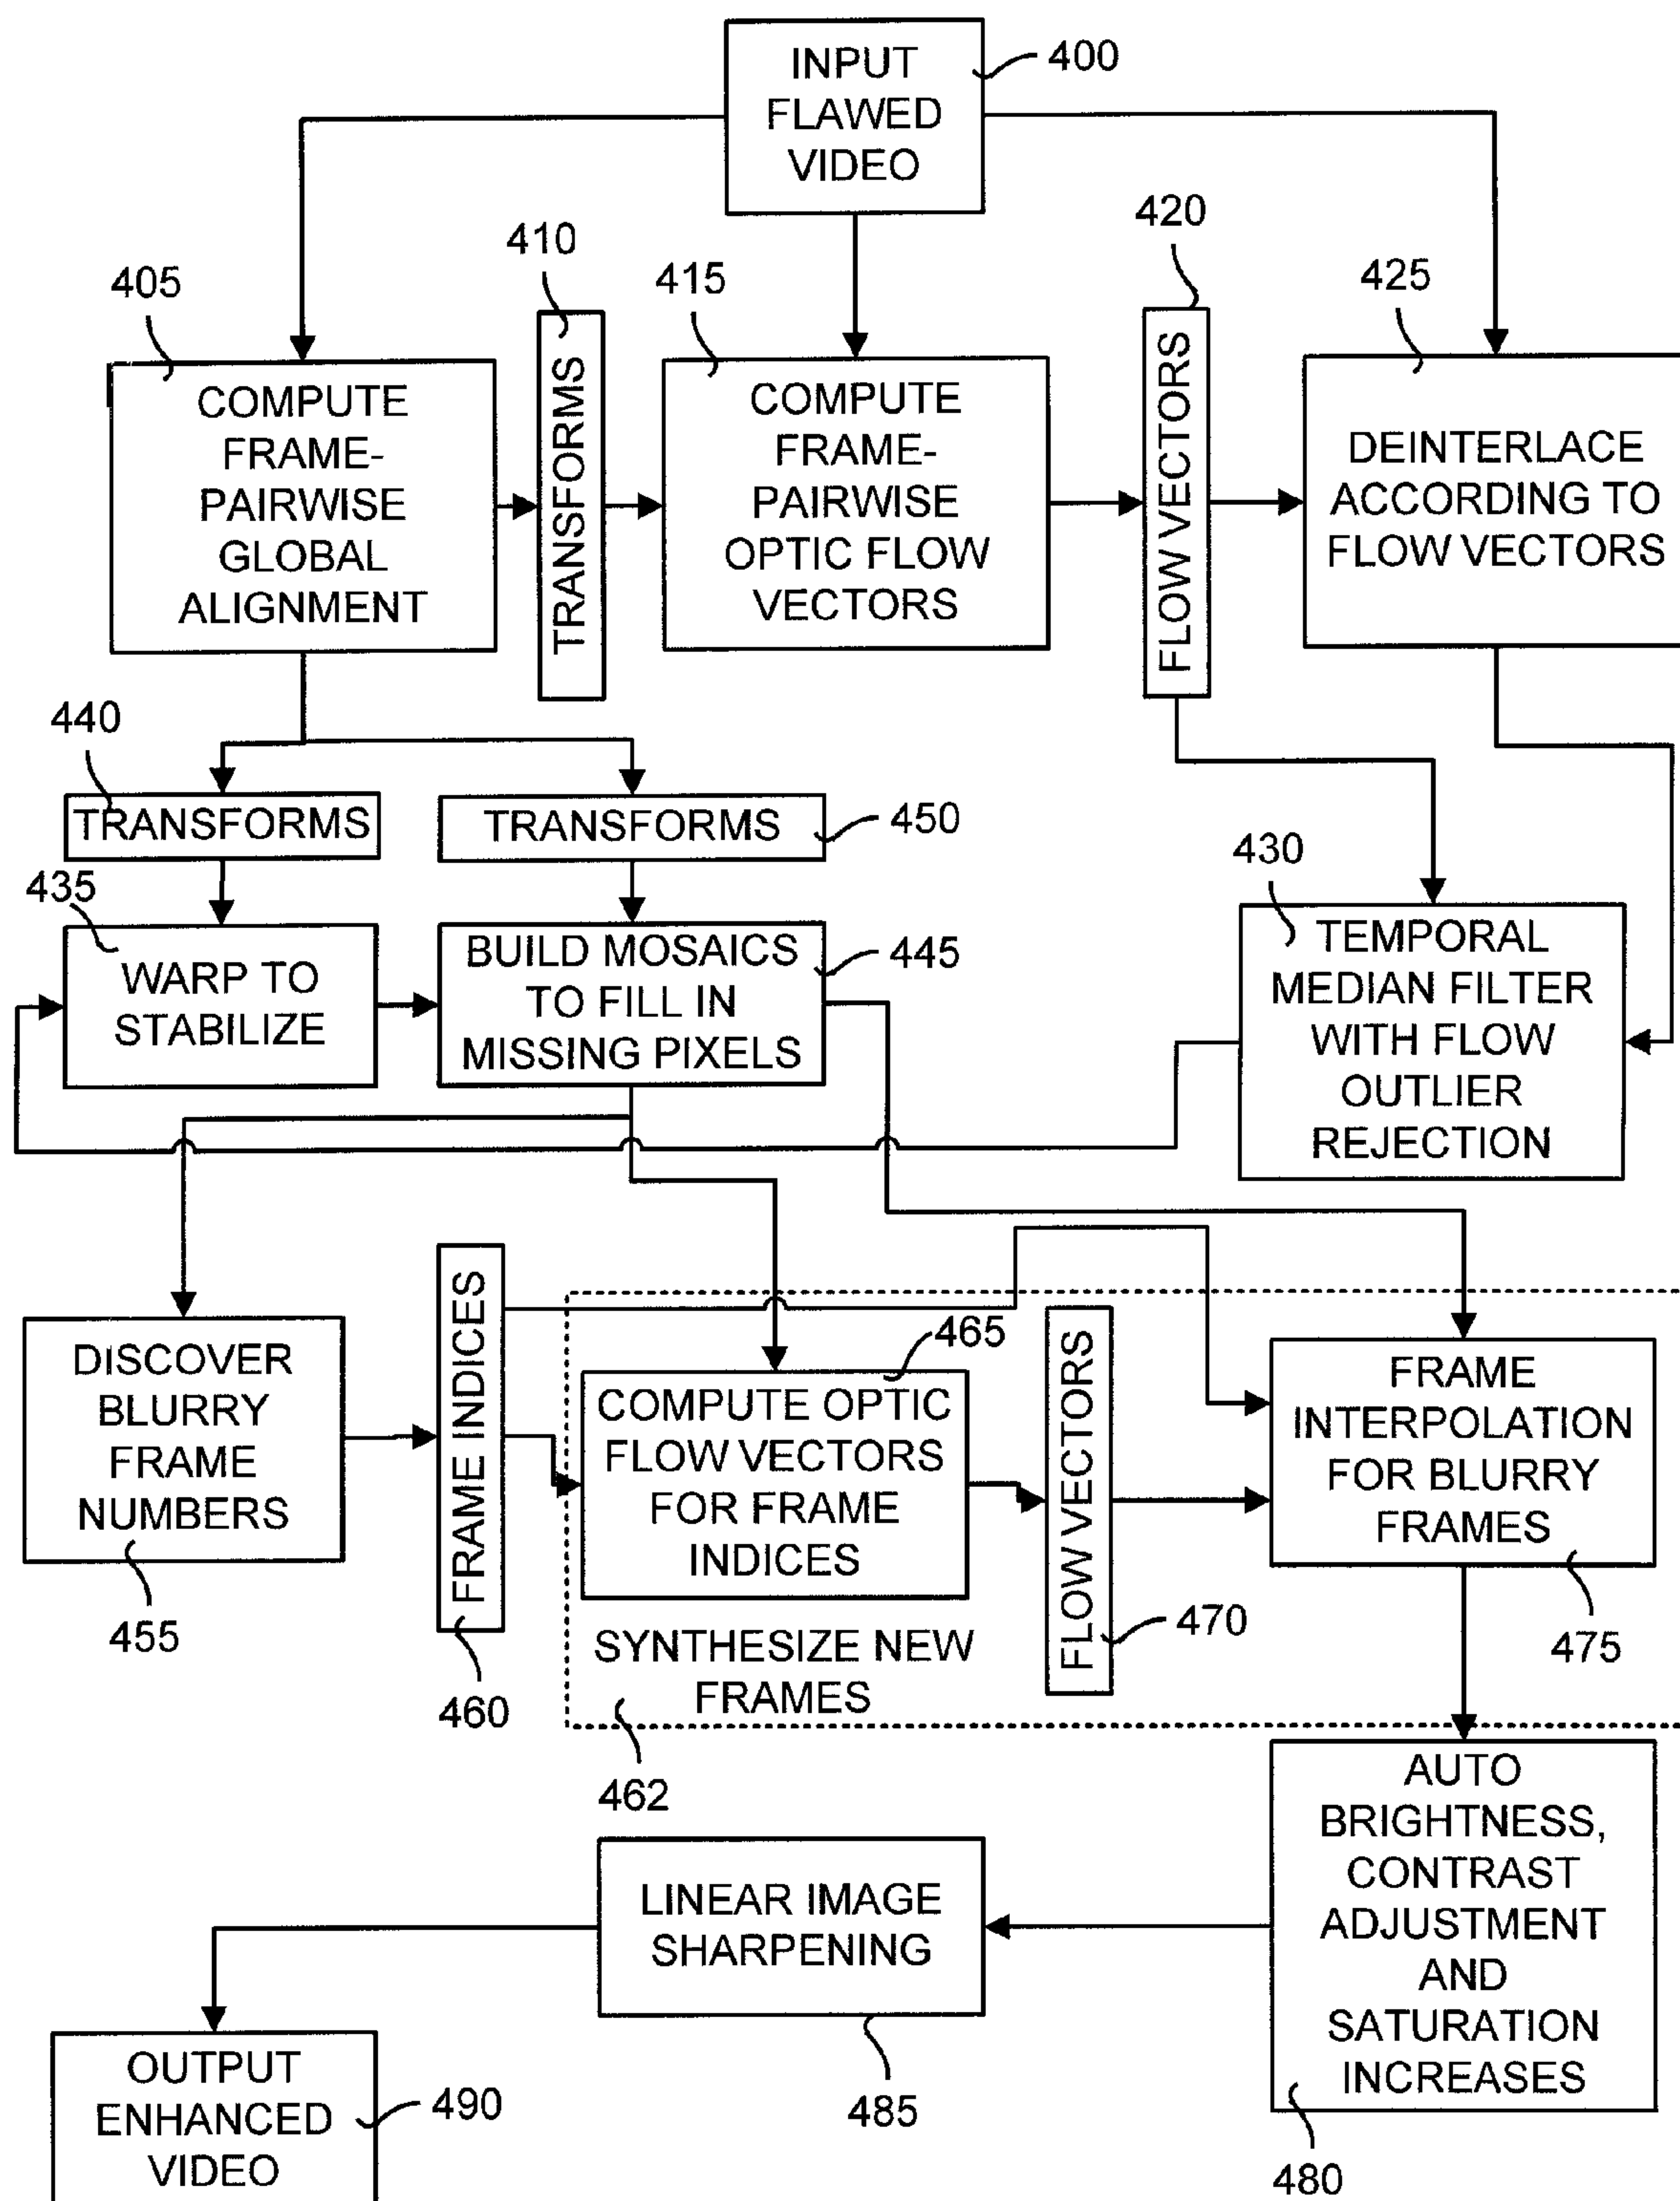 INPUT
FLAWED
VIDEO
400
405
410
415
420
425
COMPUTE
FRAME-
PAIRWISE
GLOBAL
ALIGNMENT
TRANSFORMS
COMPUTE
FRAME-
PAIRWISE
OPTIC FLOW
VECTORS
FLOW VECTORS
DEINTERLACE
ACCORDING TO
FLOW VECTORS
440
TRANSFORMS
TRANSFORMS
450
430
435
WARP TO
STABILIZE
BUILD MOSAICS
TO FILL IN
MISSING PIXELS
445
TEMPORAL
MEDIAN FILTER
WITH FLOW
OUTLIER
REJECTION
DISCOVER
BLURRY
FRAME
NUMBERS
455
FRAME INDICES
460
465
COMPUTE OPTIC
FLOW VECTORS
FOR FRAME
INDICES
SYNTHESIZE NEW
FRAMES
462
FLOW VECTORS
470
FRAME
INTERPOLATION
FOR BLURRY
FRAMES
475
AUTO
BRIGHTNESS,
CONTRAST
ADJUSTMENT
AND
SATURATION
INCREASES
480
LINEAR IMAGE
SHARPENING
485
OUTPUT
ENHANCED
VIDEO
490